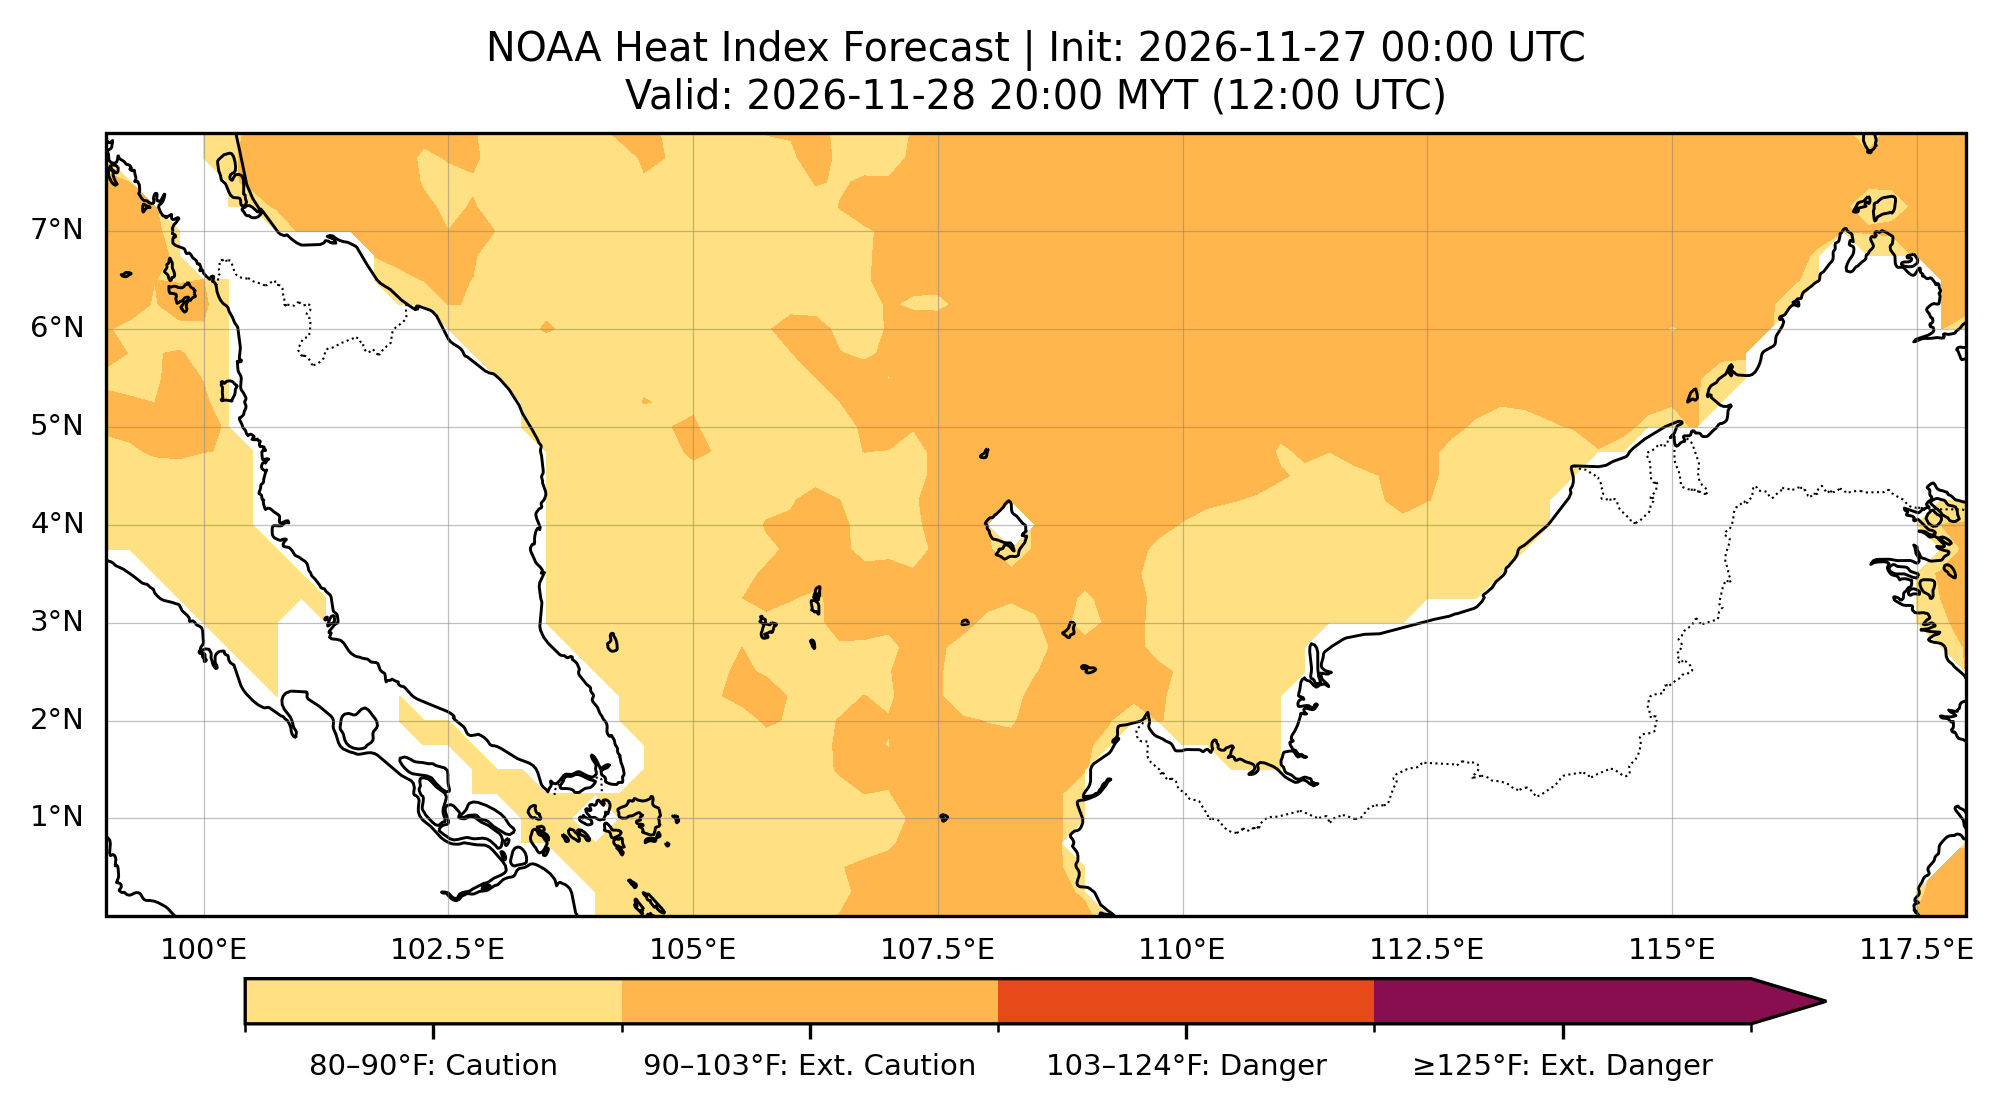 NOAA Heat Index Forecast | Init: 2026-11-27 00:00 UTC
Valid: 2026-11-28 20:00 MYT (12:00 UTC)
7°N
6°N
5°N
4°N
3°N
2°N
1°N
100°E 102.5°E 105°E 107.5°E 110°E 112.5°E 115°E 117.5°E
80–90°F: Caution 90–103°F: Ext. Caution 103–124°F: Danger ≥125°F: Ext. Danger